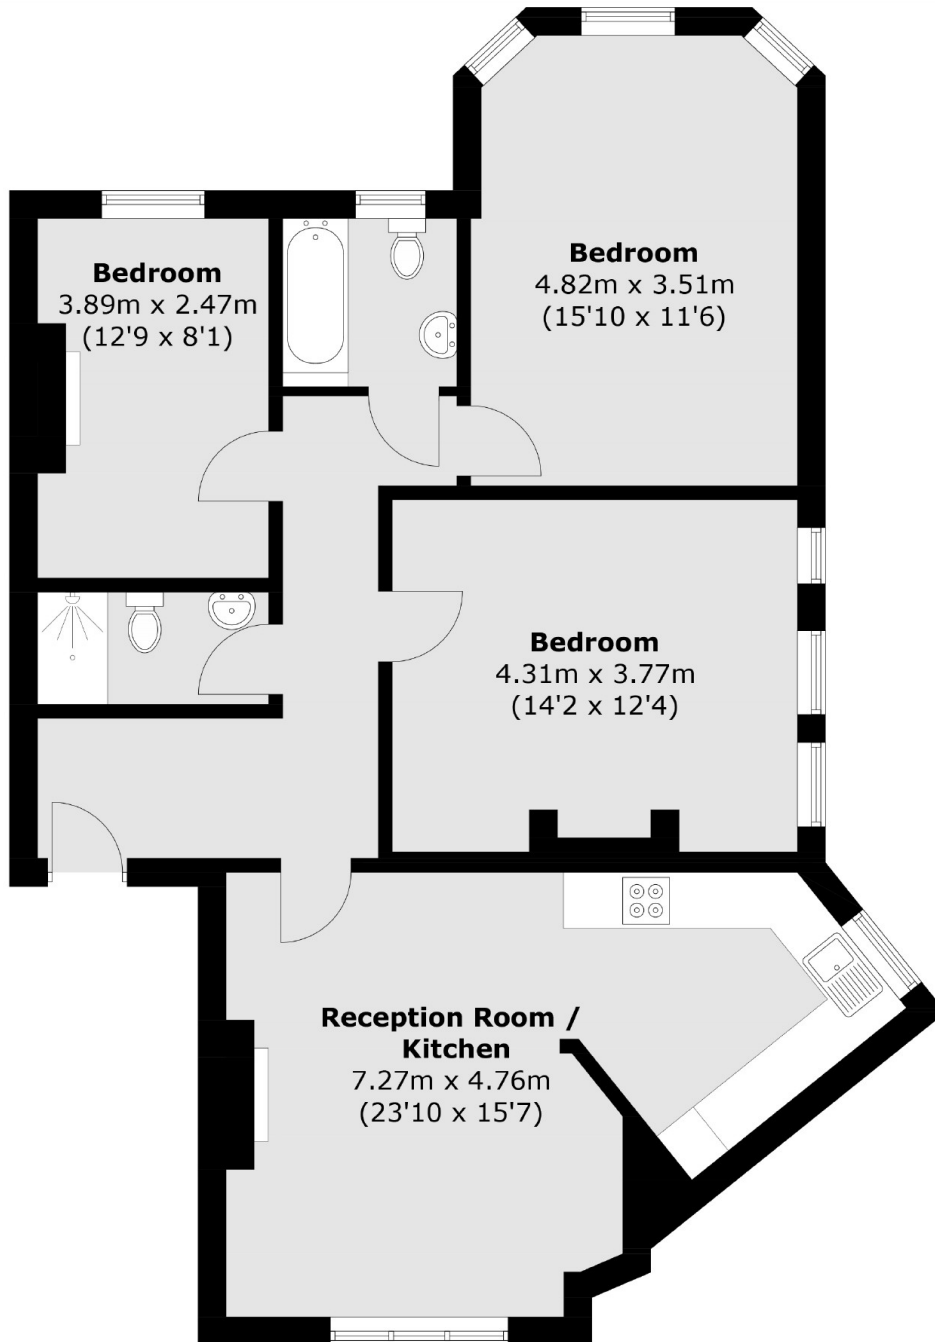 Bedroom
4.82m x 3.51m
(15'10 x 11'6)
Bedroom
3.89m x 2.47m
(12'9 x 8'1)
Bedroom
4.31m x 3.77m
(14'2 x 12'4)
Reception Room /
Kitchen
7.27m x 4.76m
(23'10 x 15'7)